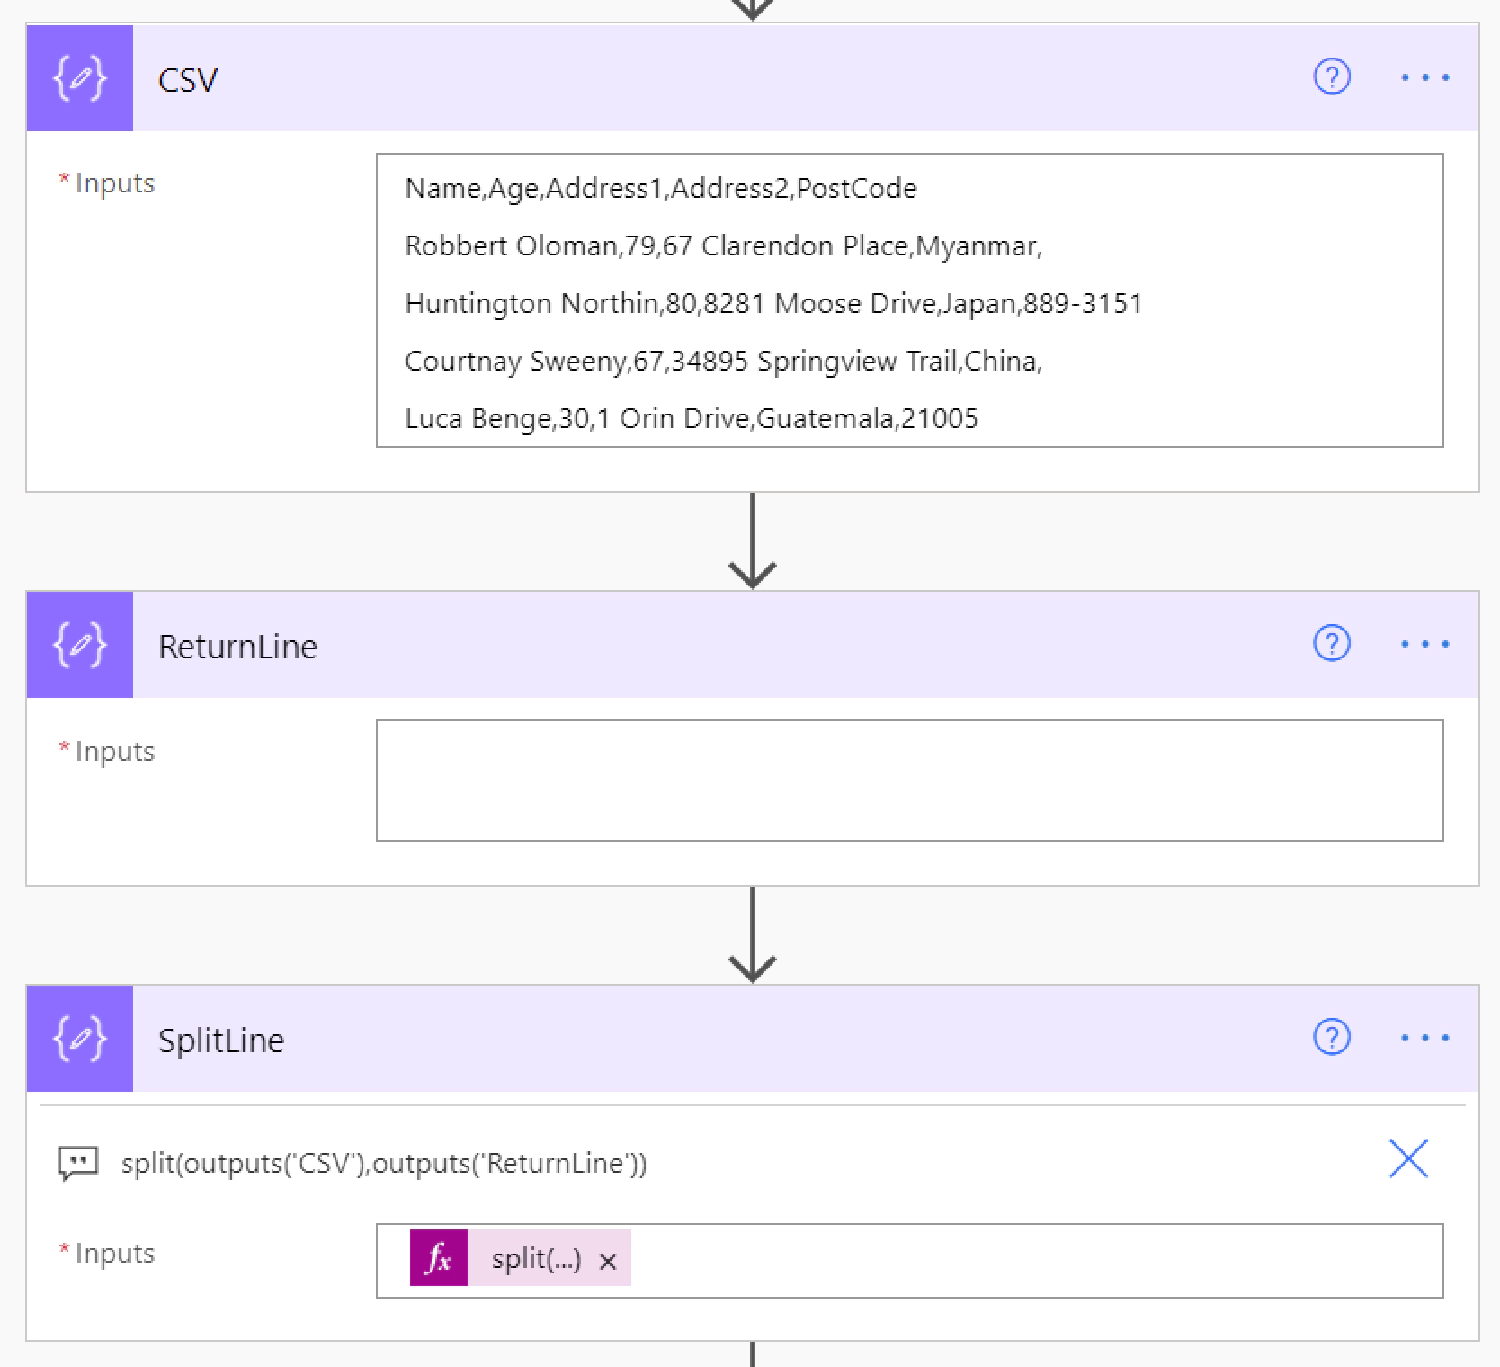 CSV
* Inputs
Name,Age,Address1,Address2,PostCode
Robbert Oloman,79,67 Clarendon Place,Myanmar,
Huntington Northin,80,8281 Moose Drive,Japan,889-3151
Courtnay Sweeny,67,34895 Springview Trail,China,
Luca Benge,30,1 Orin Drive,Guatemala,21005
ReturnLine
* Inputs
SplitLine
split(outputs('CSV'),outputs('ReturnLine'))
* Inputs
fx split(...) ×